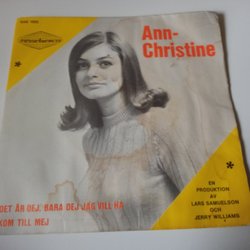 Ann-
Christine
EN
PRODUKTION
AV
LARS SAMUELSON
OCH
JERRY WILLIAMS
DET ÄR DEJ, BARA DEJ JAG VILL HA
KOM TILL MEJ